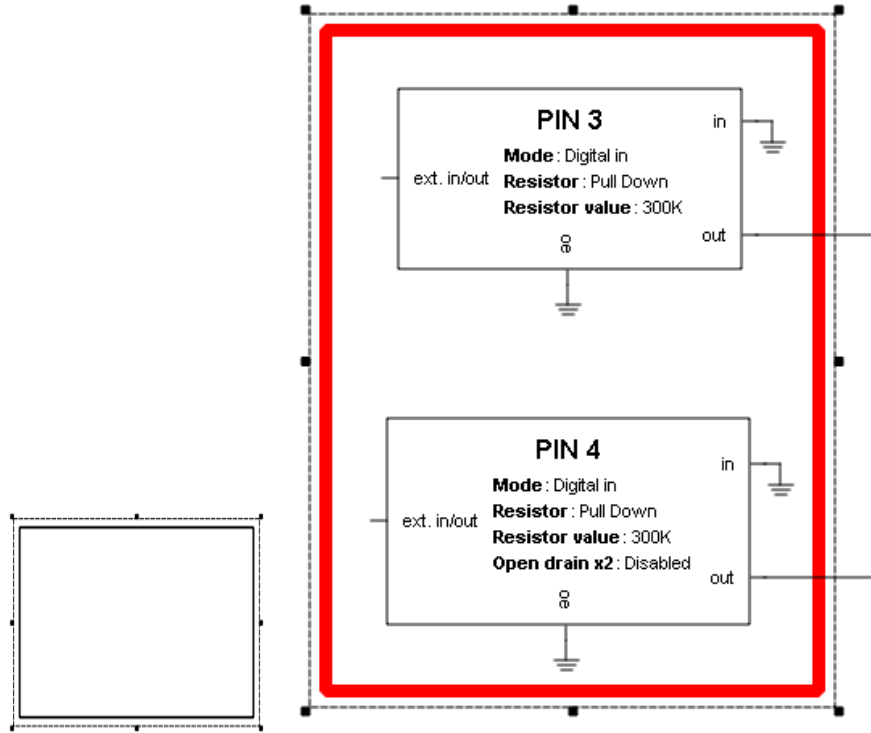 PIN 3
in
Mode : Digital in
ext. in/out
Resistor : Pull Down
Resistor value : 300K
out
oe
PIN 4
in
Mode : Digital in
Resistor : Pull Down
ext. in/out
Resistor value : 300K
Open drain x2 : Disabled
out
oe